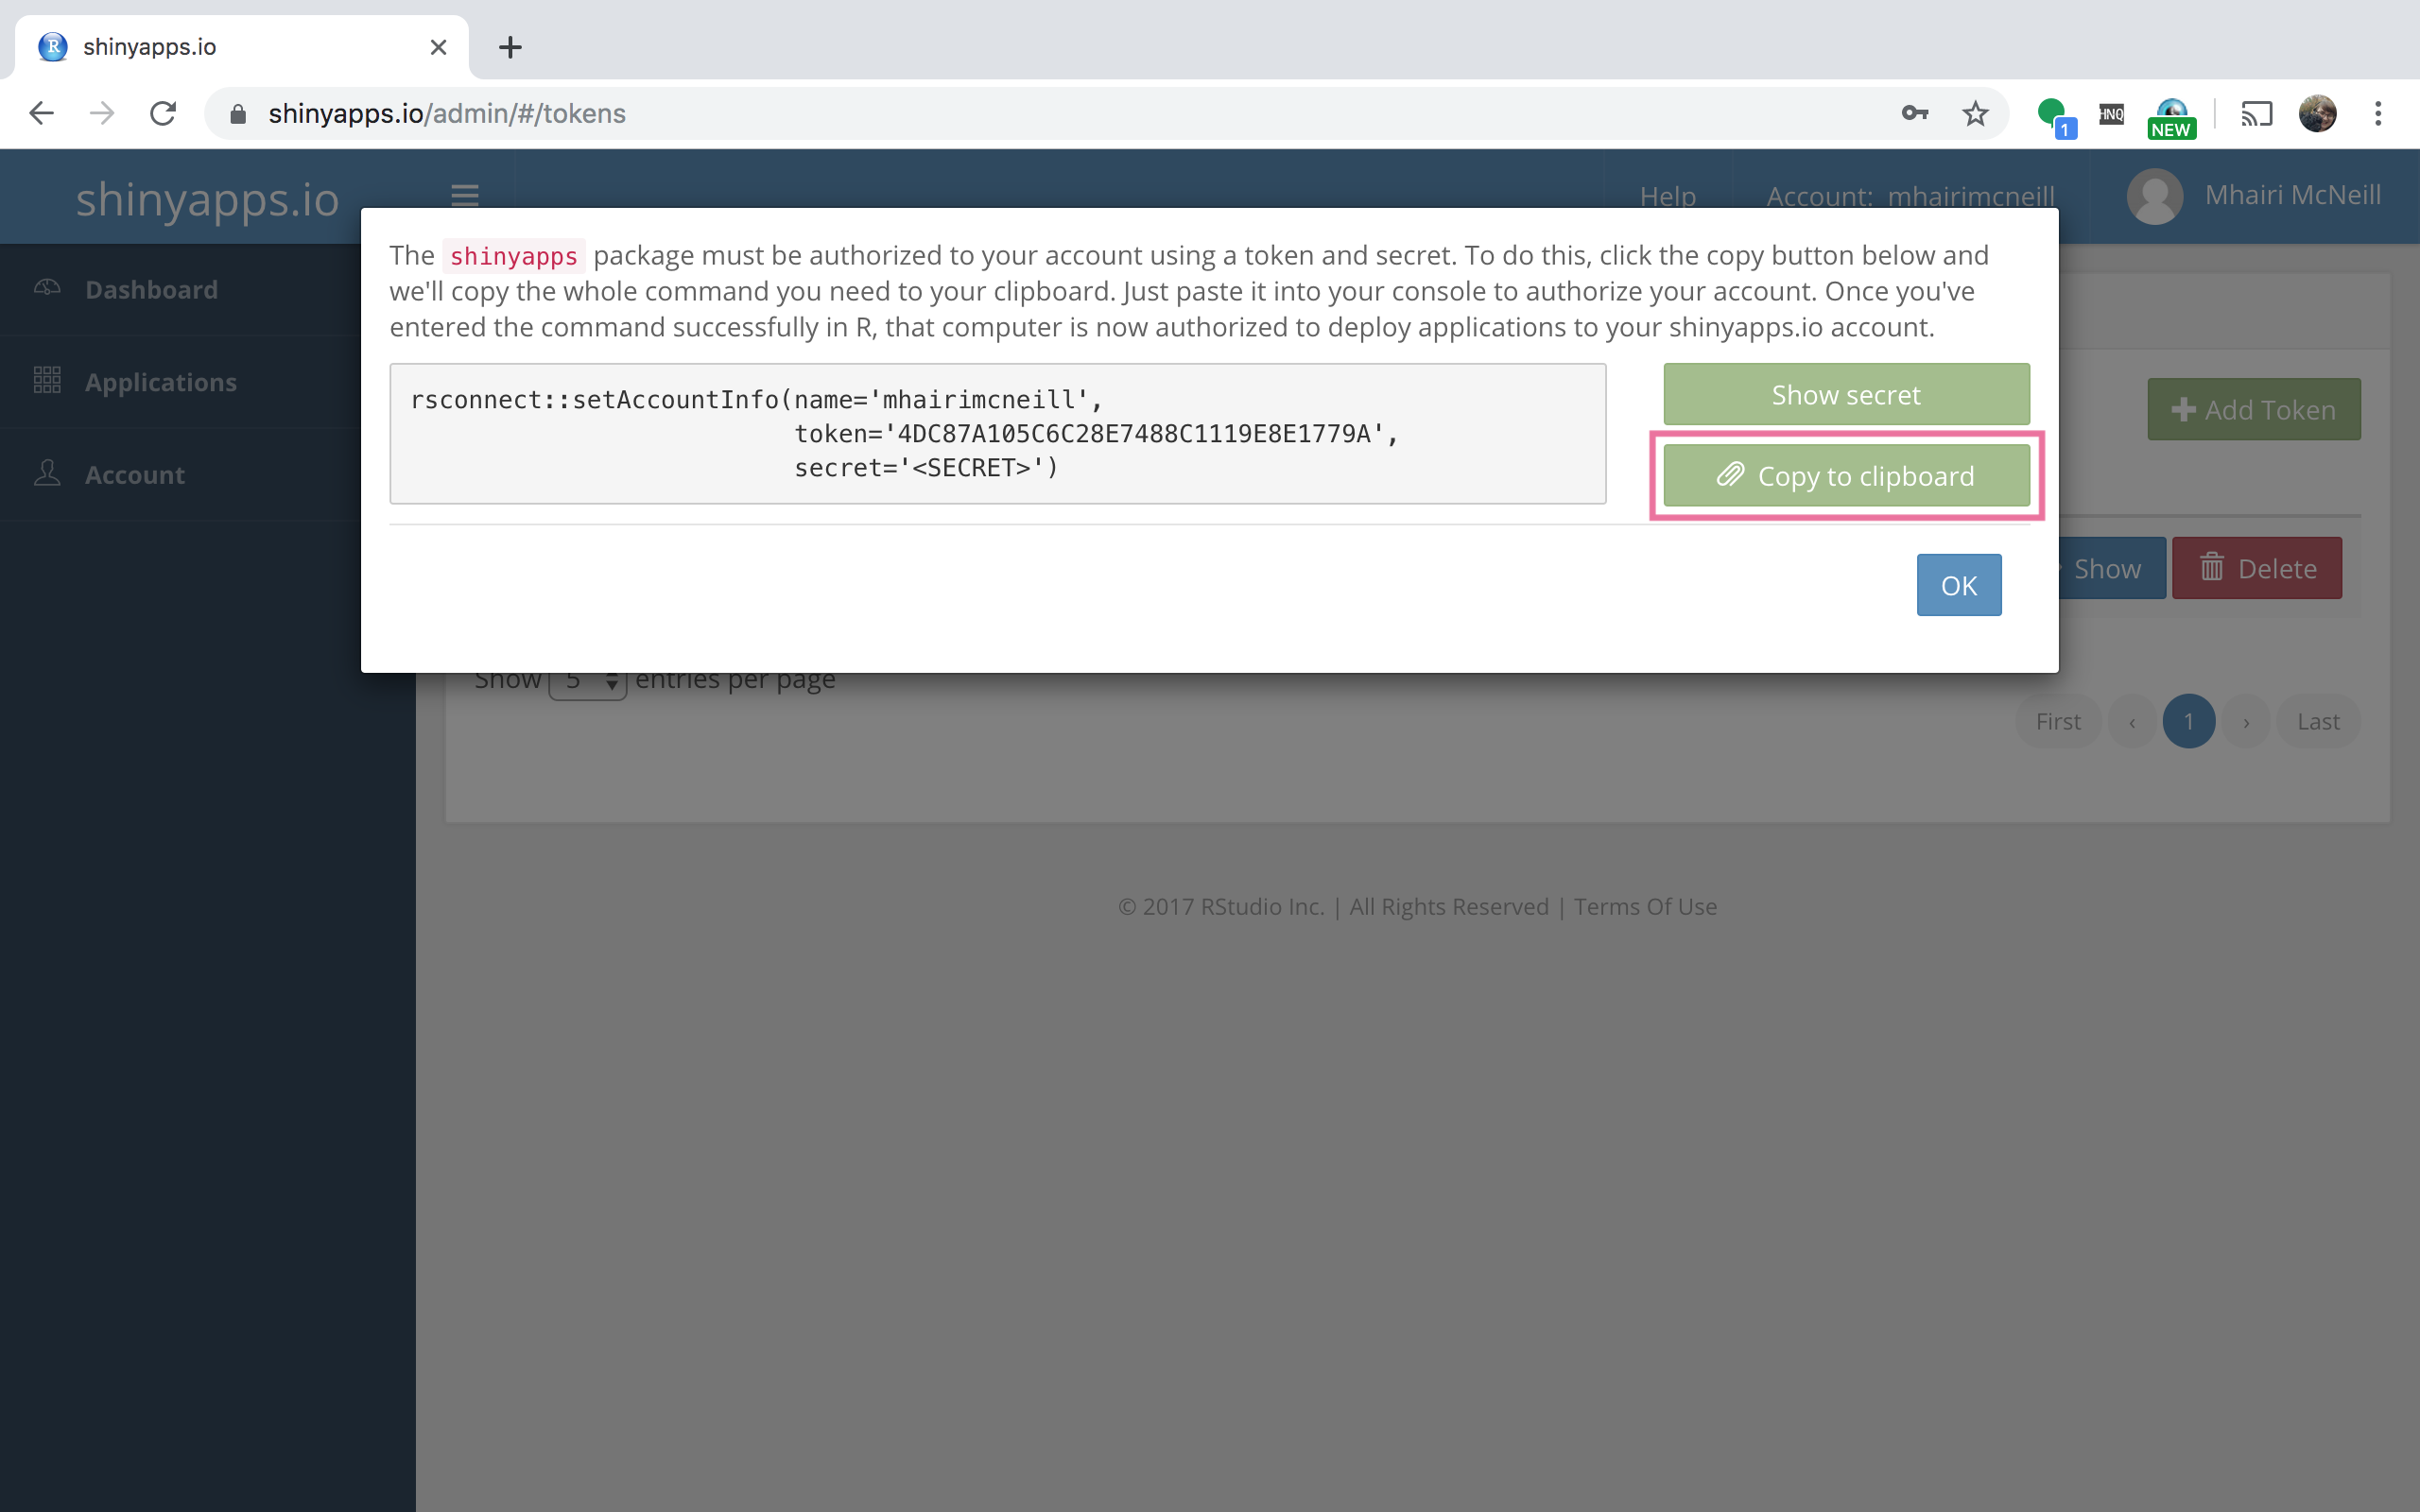 shinyapps.io
shinyapps.io/admin/#/tokens
1
HNQ
NEW
shinyapps.io
Help
Account: mhairimcneill
Mhairi McNeill
Dashboard
Applications
Account
The shinyapps package must be authorized to your account using a token and secret. To do this, click the copy button below and
we'll copy the whole command you need to your clipboard. Just paste it into your console to authorize your account. Once you've
entered the command successfully in R, that computer is now authorized to deploy applications to your shinyapps.io account.
rsconnect::setAccountInfo(name='mhairimcneill',
token='4DC87A105C6C28E7488C1119E8E1779A',
secret='<SECRET>')
Show secret
Copy to clipboard
OK
Add Token
Show
Delete
Show 5 entries per page
First ‹ 1 › Last
© 2017 RStudio Inc. | All Rights Reserved | Terms Of Use